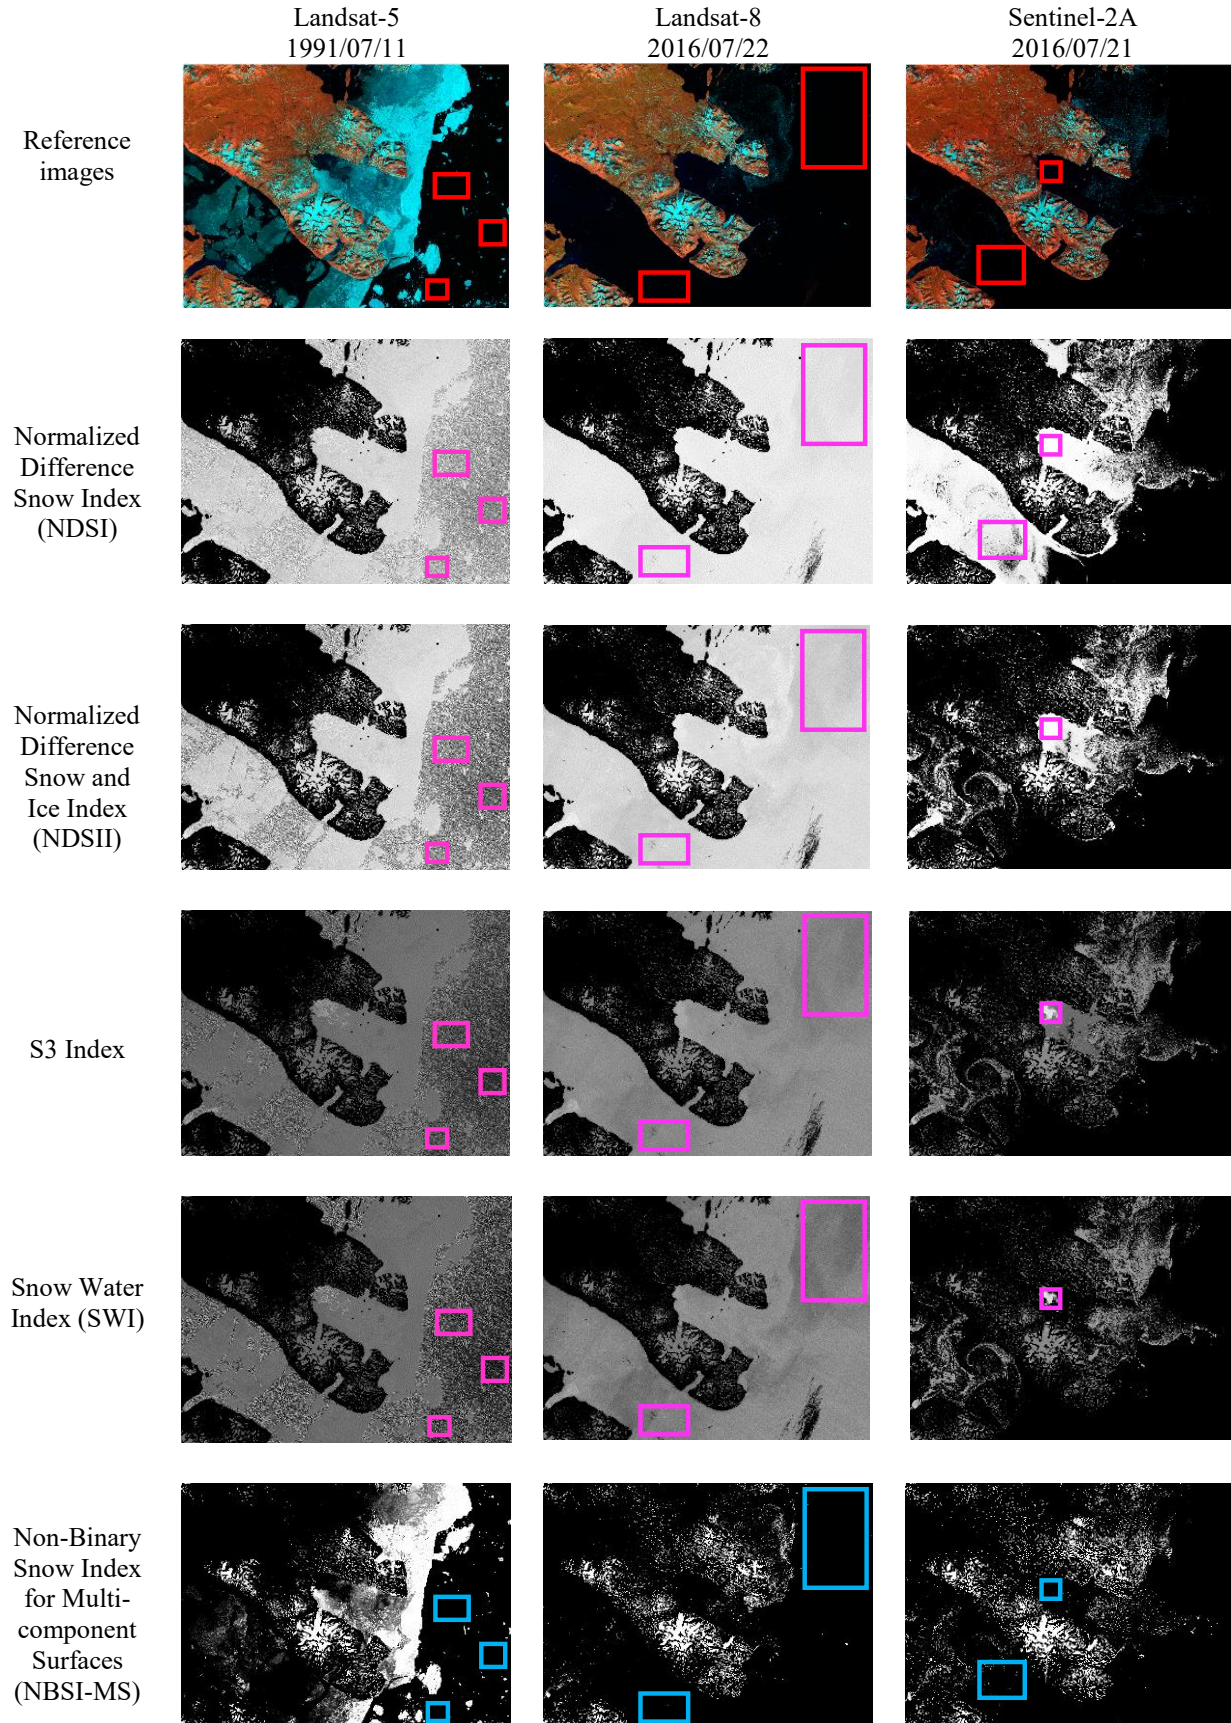 Landsat-5
1991/07/11
Landsat-8
2016/07/22
Sentinel-2A
2016/07/21
Reference
images
Normalized
Difference
Snow Index
(NDSI)
Normalized
Difference
Snow and
Ice Index
(NDSII)
S3 Index
Snow Water
Index (SWI)
Non-Binary
Snow Index
for Multi-
component
Surfaces
(NBSI-MS)